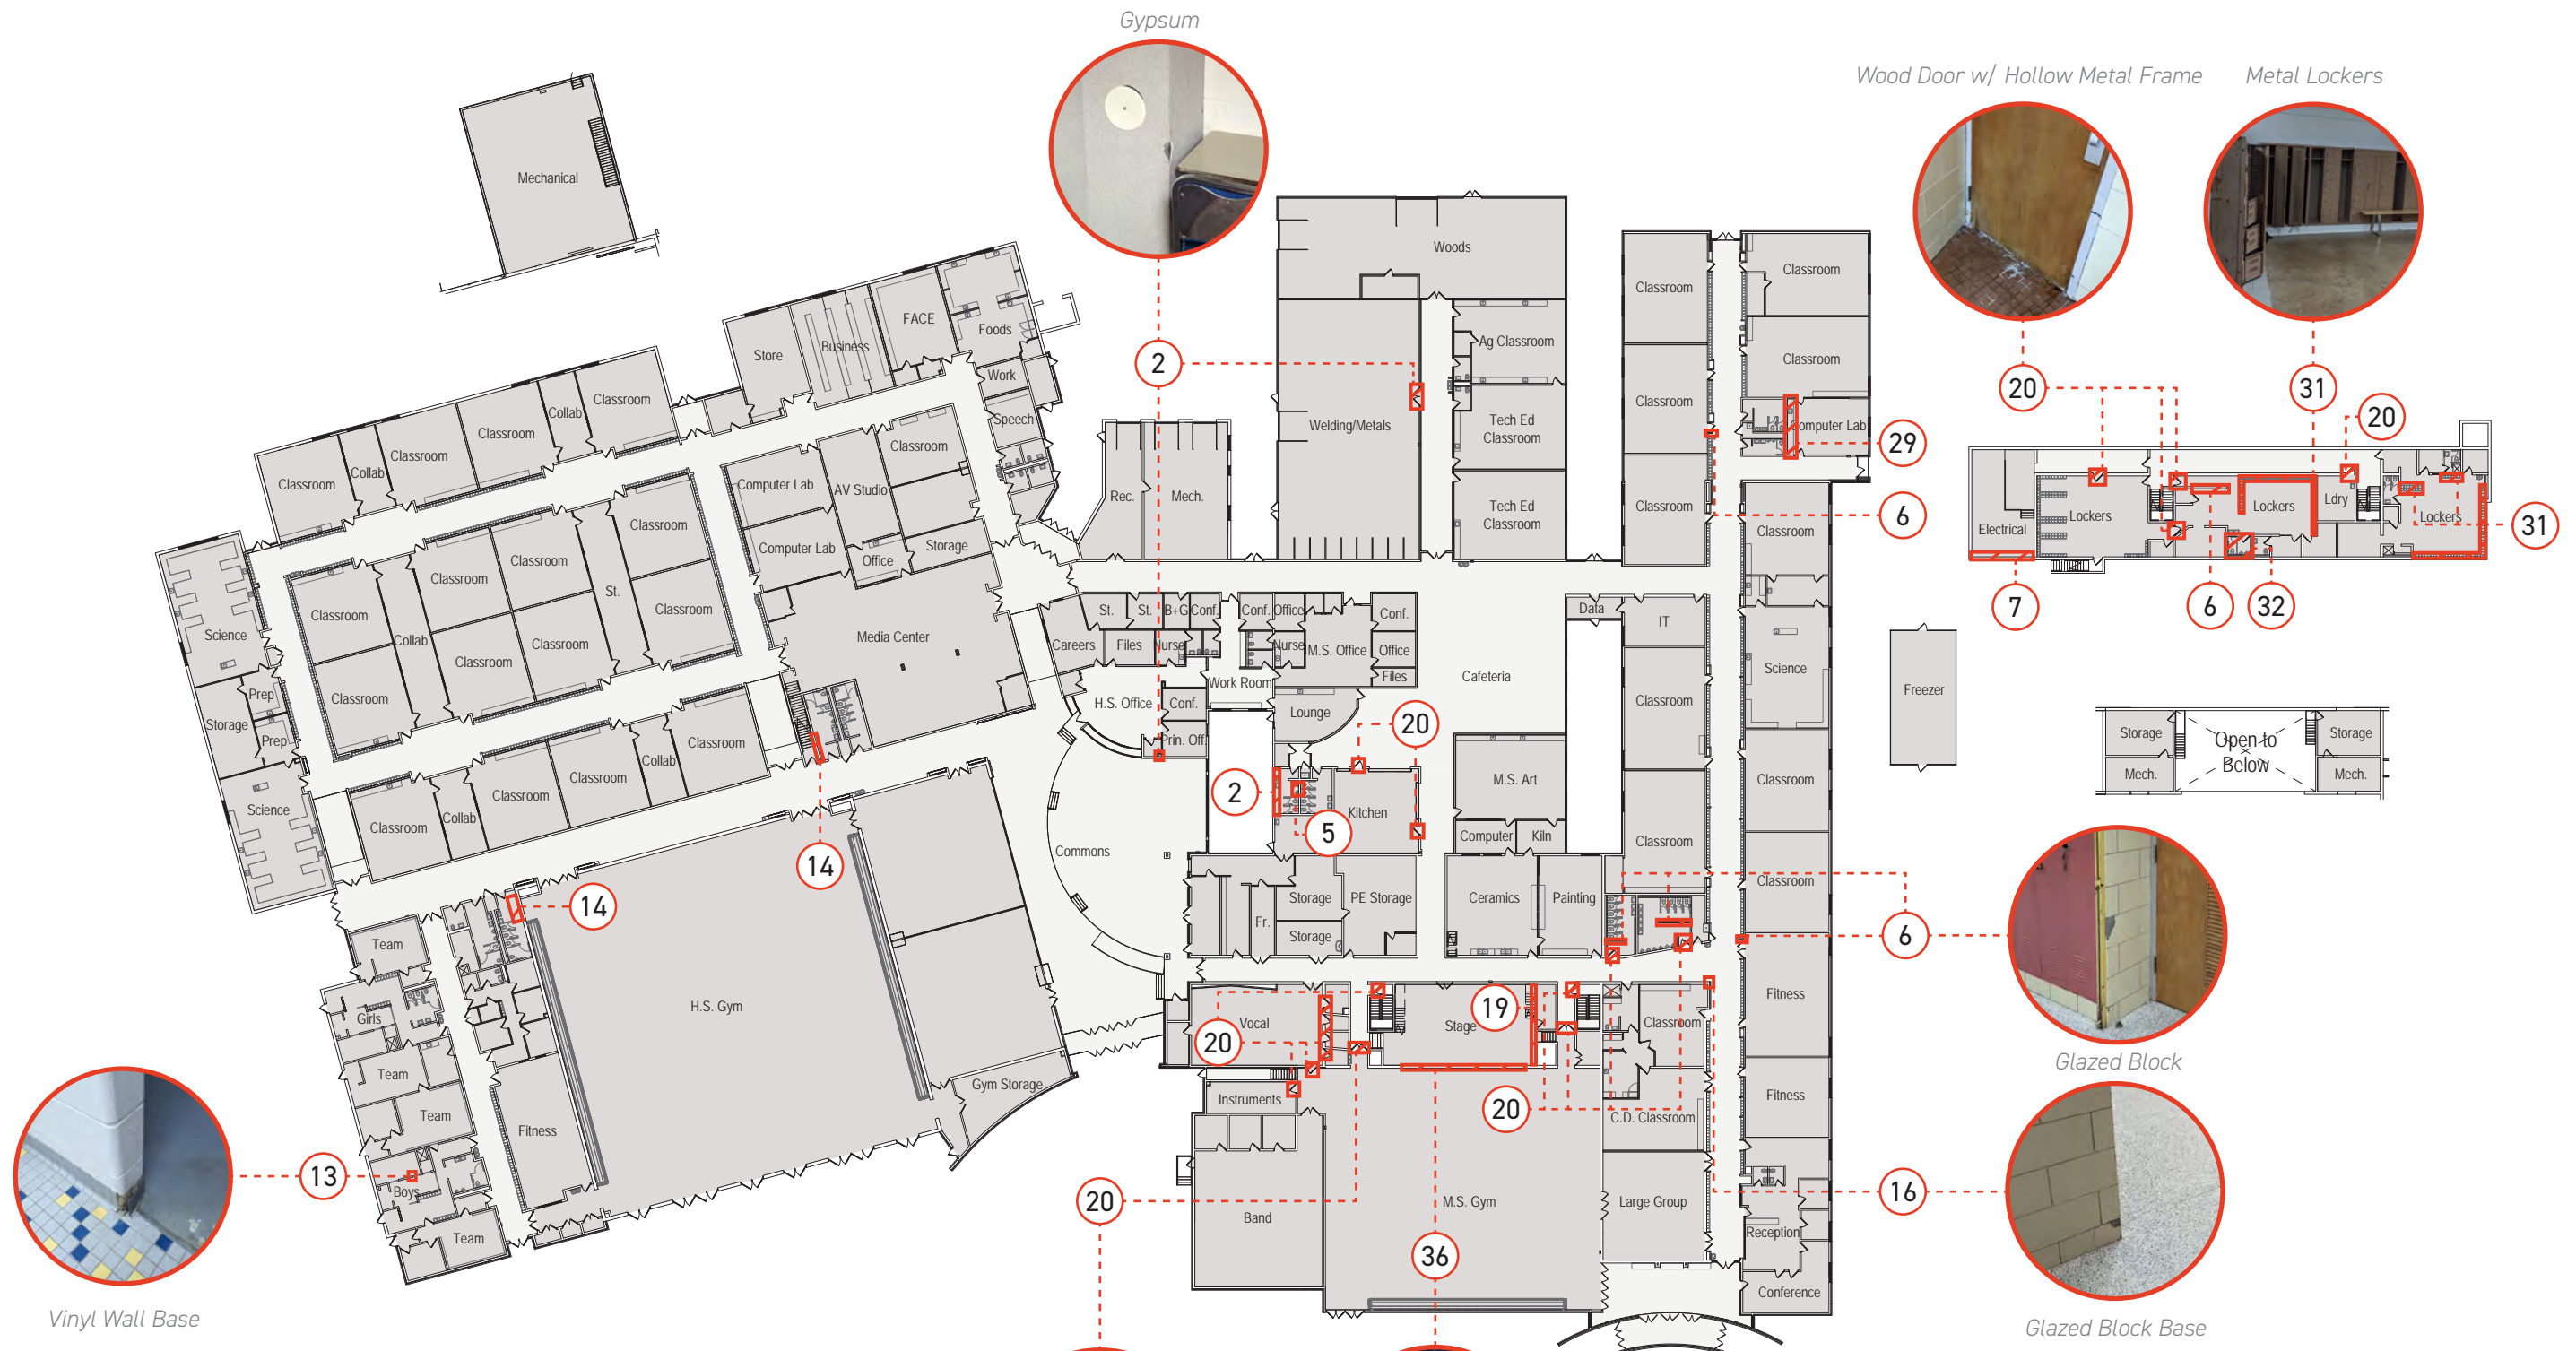 Gypsum
Wood Door w/ Hollow Metal Frame
Metal Lockers
Mechanical
Woods
Classroom
Classroom
FACE
Foods
Store
Business
Work
Ag Classroom
Classroom
2
20
31
20
Classroom
Collab
Classroom
Speech
Classroom
Computer Lab
29
Classroom
Classroom
Collab
Classroom
Classroom
Welding/Metals
Tech Ed
Classroom
Computer Lab
AV Studio
Rec.
Mech.
Tech Ed
Classroom
Classroom
6
Lockers
Lockers
Ldry
Lockers
Electrical
31
Classroom
Classroom
Computer Lab
Office
Storage
Classroom
Classroom
St.
Classroom
7
6
32
Classroom
Collab
Classroom
Classroom
Science
Media Center
St.
St.
B+G
Conf.
Conf.
Office
Conf.
Data
IT
Careers
Files
Nurse
Nurse
M.S. Office
Office
Files
Cafeteria
Science
Freezer
Classroom
Prep
Storage
Prep
Work Room
H.S. Office
Conf.
Lounge
Prin. Off.
Classroom
Classroom
Collab
Classroom
20
Storage
Mech.
Open to
Below
Storage
Mech.
Science
Classroom
Collab
Classroom
M.S. Art
Classroom
2
5
Kitchen
Computer
Kiln
Classroom
14
Commons
Classroom
14
Fr.
Storage
Storage
PE Storage
Ceramics
Painting
6
Team
Girls
H.S. Gym
Vocal
20
Stage
19
Classroom
Fitness
Glazed Block
Team
Gym Storage
Instruments
20
C.D. Classroom
Fitness
Team
Fitness
13
Boys
Team
20
Band
M.S. Gym
36
Large Group
16
Reception
Conference
Vinyl Wall Base
Glazed Block Base